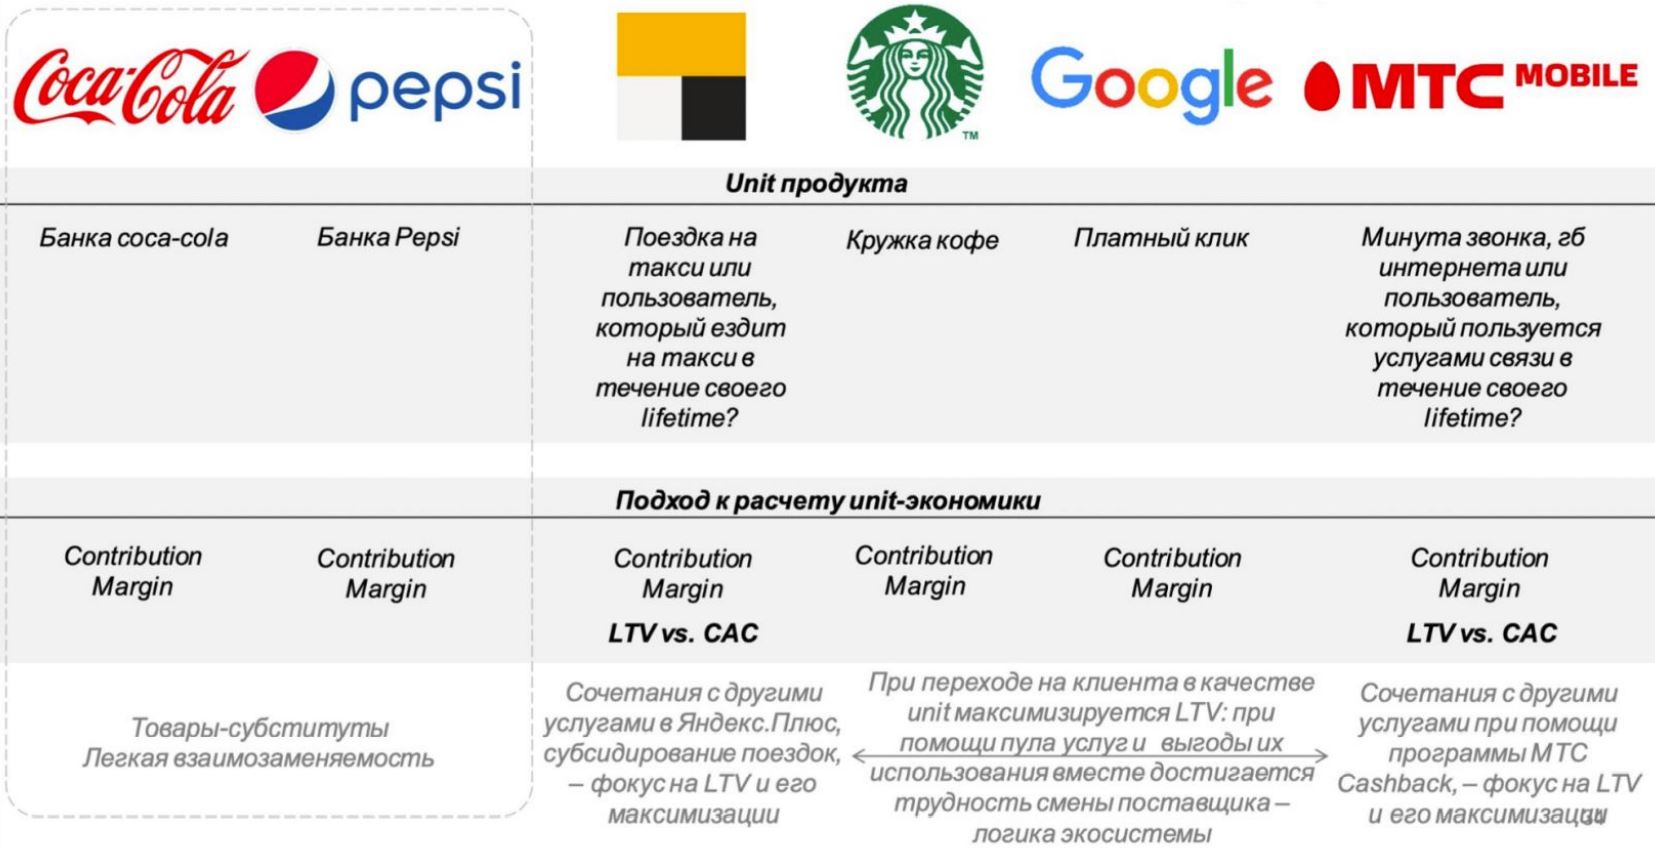 Coca-Cola
pepsi
TM
Google
МТС MOBILE
Unit продукта
Банка coca-cola
Банка Pepsi
Поездка на
такси или
пользователь,
который ездит
на такси в
течение своего
lifetime?
Кружка кофе
Платный клик
Минута звонка, гб
интернета или
пользователь,
который пользуется
услугами связи в
течение своего
lifetime?
Подход к расчету unit-экономики
Contribution
Margin
Contribution
Margin
Contribution
Margin
LTV vs. CAC
Contribution
Margin
Contribution
Margin
Contribution
Margin
LTV vs. CAC
Товары-субституты
Легкая взаимозаменяемость
Сочетания с другими
услугами в Яндекс.Плюс,
субсидирование поездок,
– фокус на LTV и его
максимизации
При переходе на клиента в качестве
unit максимизируется LTV: при
помощи пула услуг и выгоды их
использования вместе достигается
трудность смены поставщика –
логика экосистемы
Сочетания с другими
услугами при помощи
программы МТС
Cashback, – фокус на LTV
и его максимизации
34